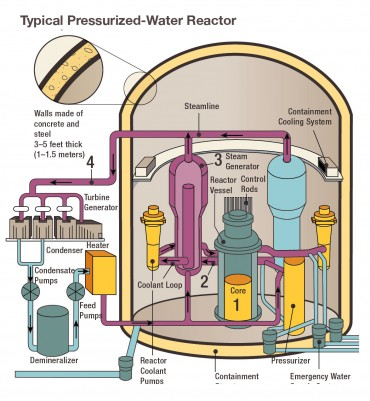 Typical Pressurized-Water Reactor
Walls made of
concrete and
steel
3–5 feet thick
(1–1.5 meters)
Steamline
Containment
Cooling System
4
3
Steam
Generator
Reactor
Vessel
Control
Rods
Turbine
Generator
Condenser
Heater
Condensate
Pumps
Feed
Pumps
Coolant Loop
2
Core
1
Demineralizer
Reactor
Coolant
Pumps
Containment
Pressurizer
Emergency Water